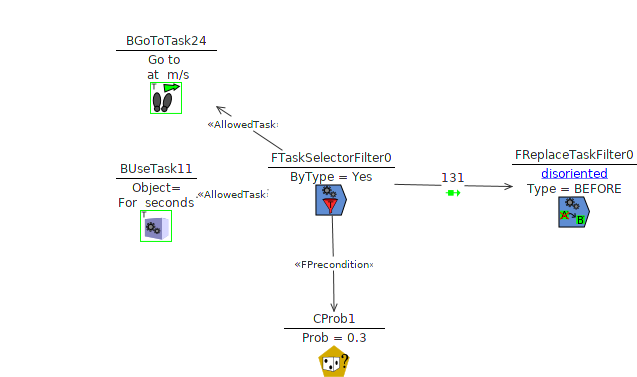 BGoToTask24
Go to
at m/s
T
«AllowedTask»
FTaskSelectorFilter0
ByType = Yes
T
BUseTask11
Object=
For seconds
T
«AllowedTask»
131
FReplaceTaskFilter0
disoriented
Type = BEFORE
A B
«FPrecondition»
CProb1
Prob = 0.3
?